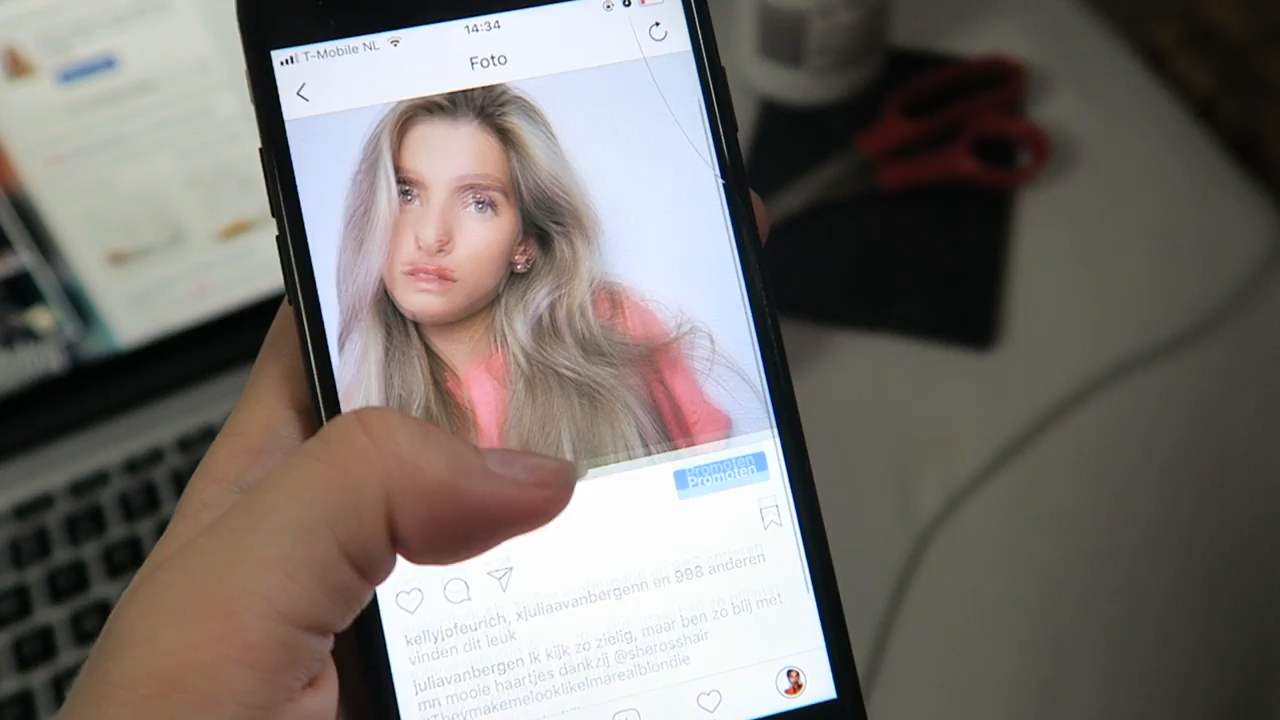 T-Mobile NL
14:34
Foto
Promoten
kellyjofeurich, xjuliaavanbergenn en 998 anderen
vinden dit leuk
juliavanbergen Ik kijk zo zielig, maar ben zo blij met
mn mooie haartjes dankzij @sherosshair
#TheymakemelooklikeImarealblondie